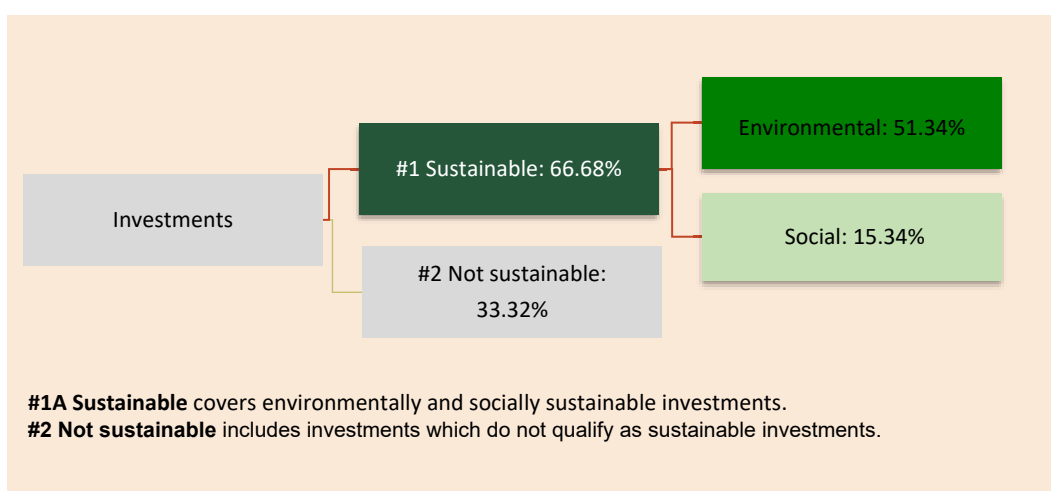 Investments
#1 Sustainable: 66.68%
#2 Not sustainable:
33.32%
Environmental: 51.34%
Social: 15.34%
#1A Sustainable covers environmentally and socially sustainable investments.
#2 Not sustainable includes investments which do not qualify as sustainable investments.